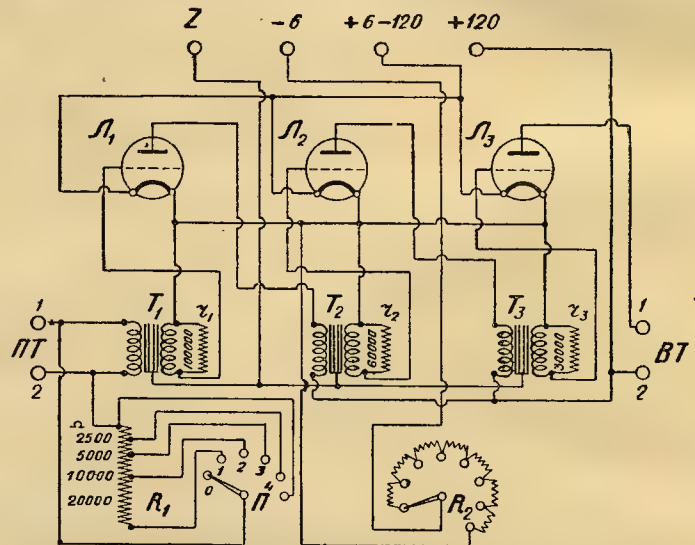 Z -6 +6-120 +120
Л₁ Л₂ Л₃
1 T₁ 𝓇₁ 100000 T₂ 𝓇₂ 60000 T₃ 𝓇₃ 30000 1
ПТ ВТ
2 2
Ω
2500
5000
10000
20000
R₁ 0 1 2 3 4 П R₂